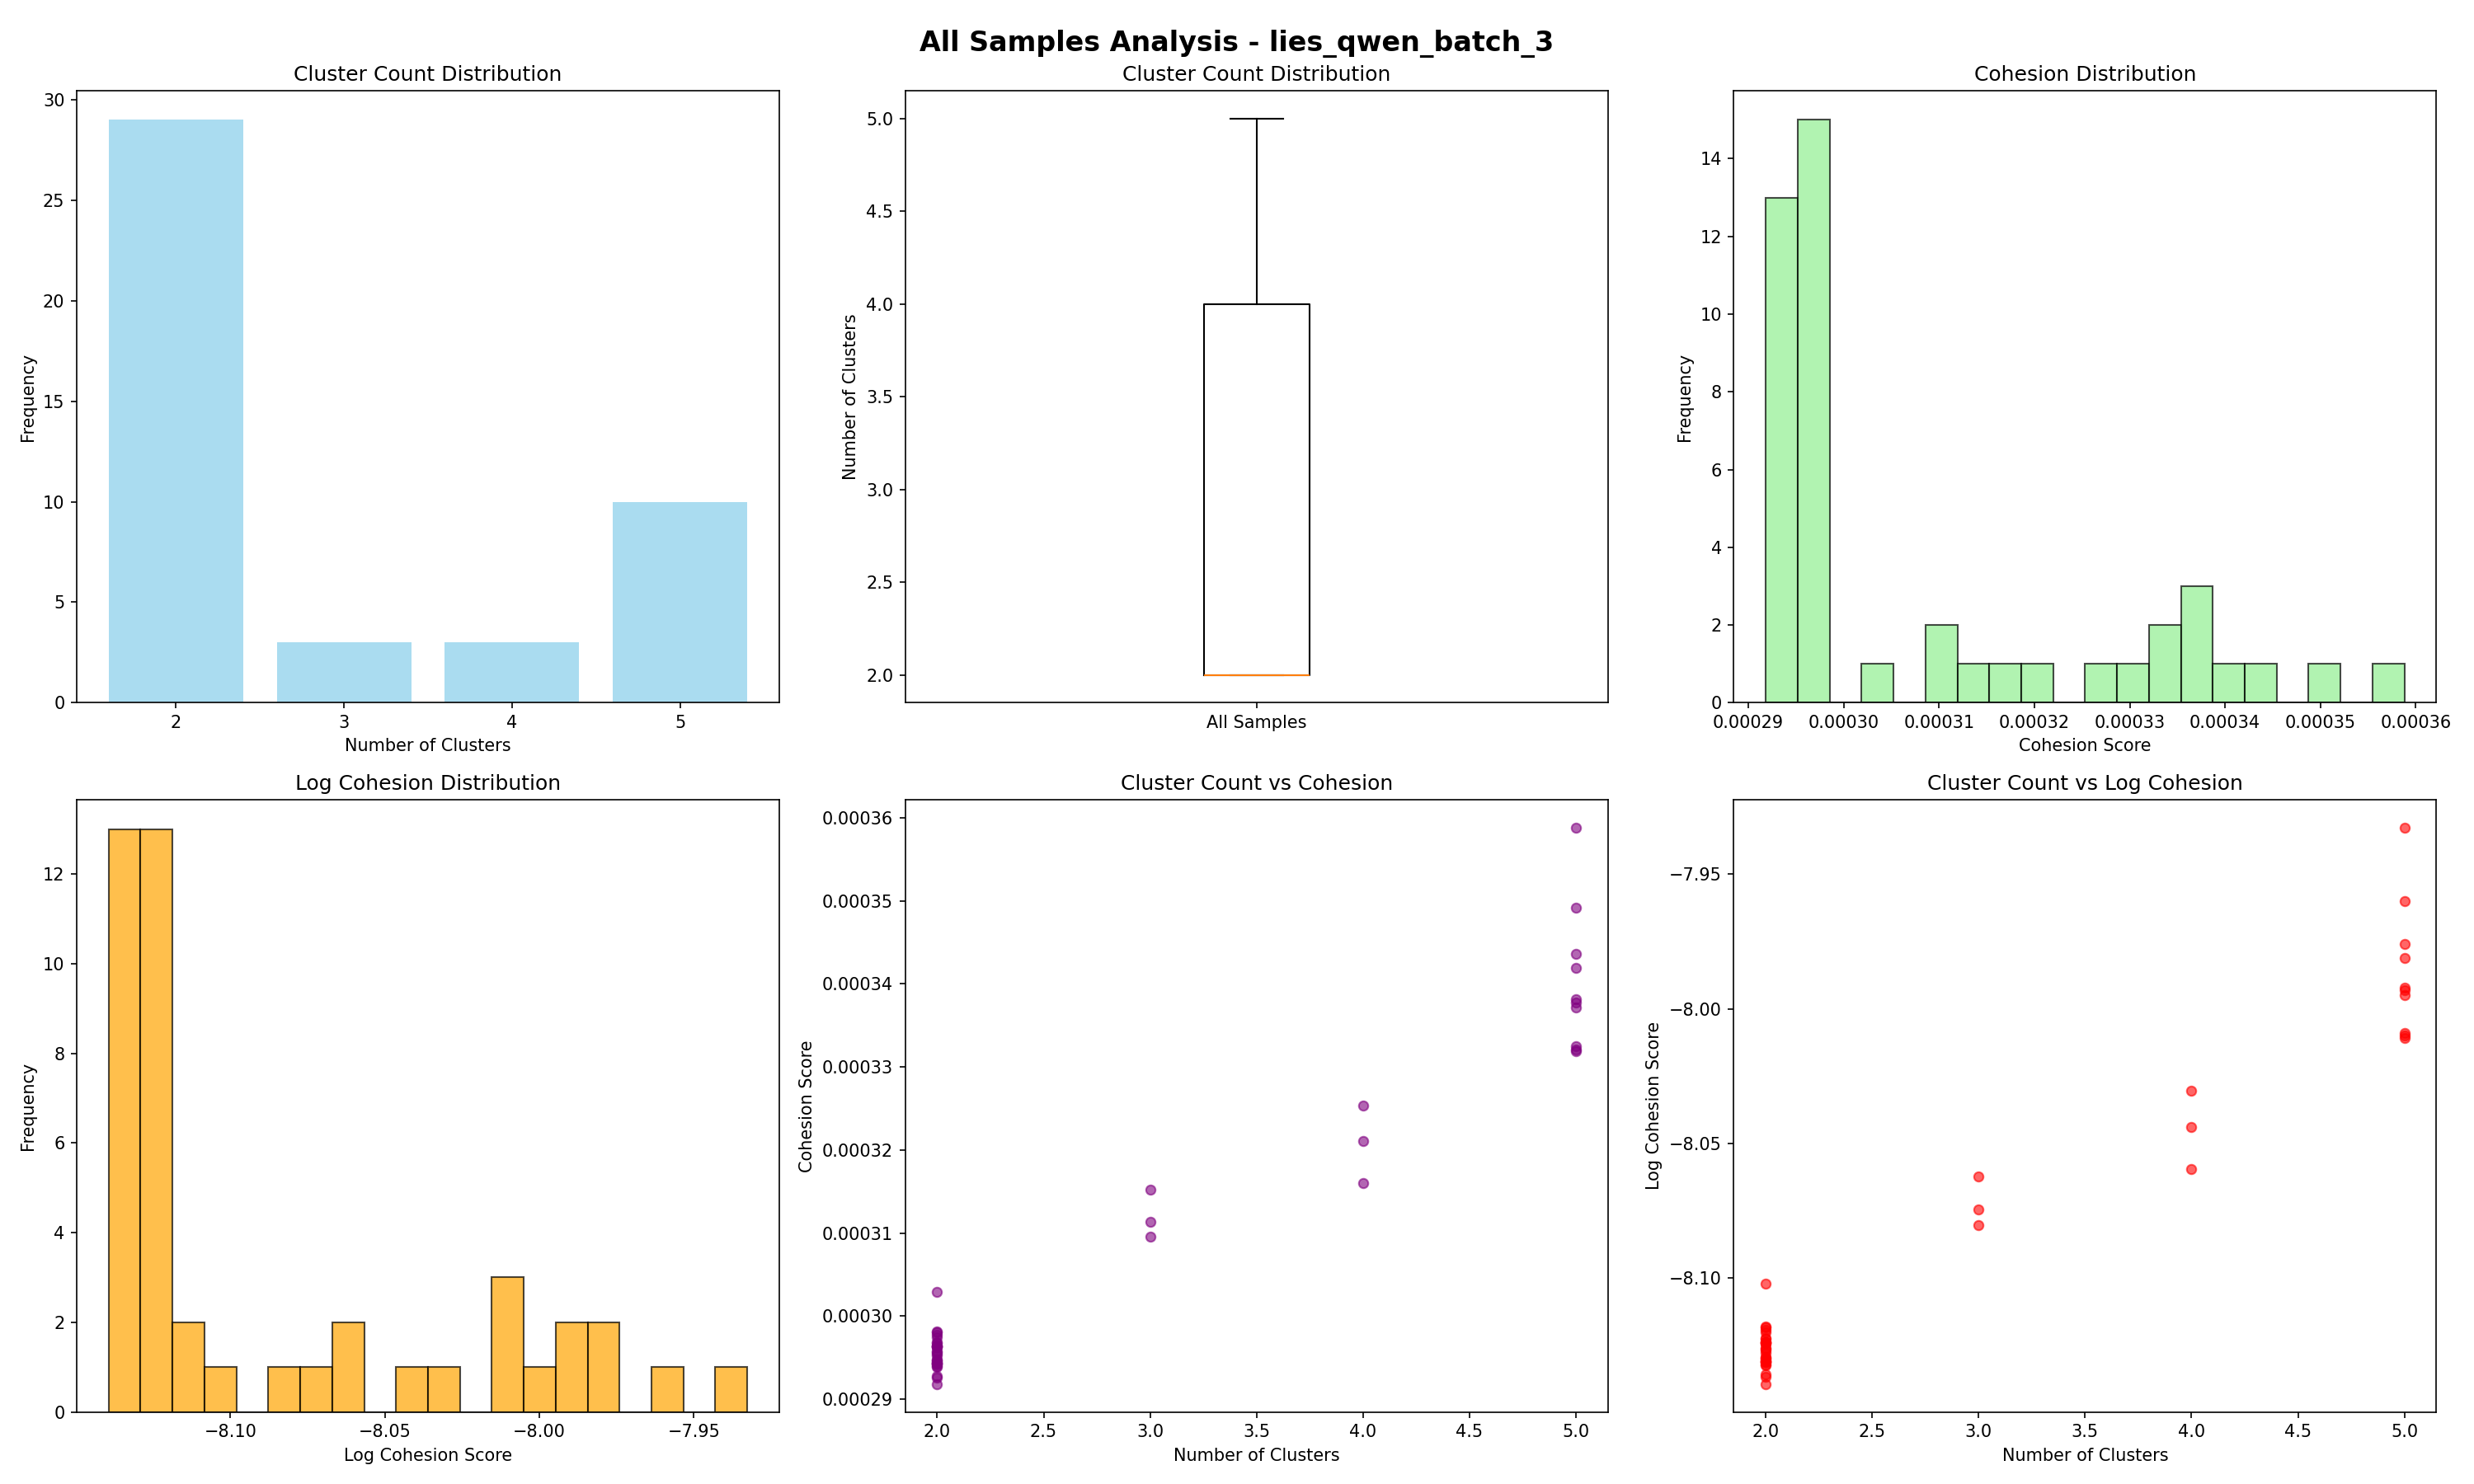 All Samples Analysis - lies_qwen_batch_3
Cluster Count Distribution
30
25
20
15
10
5
0
Frequency
2 3 4 5
Number of Clusters
Cluster Count Distribution
5.0
4.5
4.0
3.5
3.0
2.5
2.0
Number of Clusters
All Samples
Cohesion Distribution
14
12
10
8
6
4
2
0
Frequency
0.00029 0.00030 0.00031 0.00032 0.00033 0.00034 0.00035 0.00036
Cohesion Score
Log Cohesion Distribution
12
10
8
6
4
2
0
Frequency
−8.10 −8.05 −8.00 −7.95
Log Cohesion Score
Cluster Count vs Cohesion
0.00036
0.00035
0.00034
0.00033
0.00032
0.00031
0.00030
0.00029
Cohesion Score
2.0 2.5 3.0 3.5 4.0 4.5 5.0
Number of Clusters
Cluster Count vs Log Cohesion
−7.95
−8.00
−8.05
−8.10
Log Cohesion Score
2.0 2.5 3.0 3.5 4.0 4.5 5.0
Number of Clusters